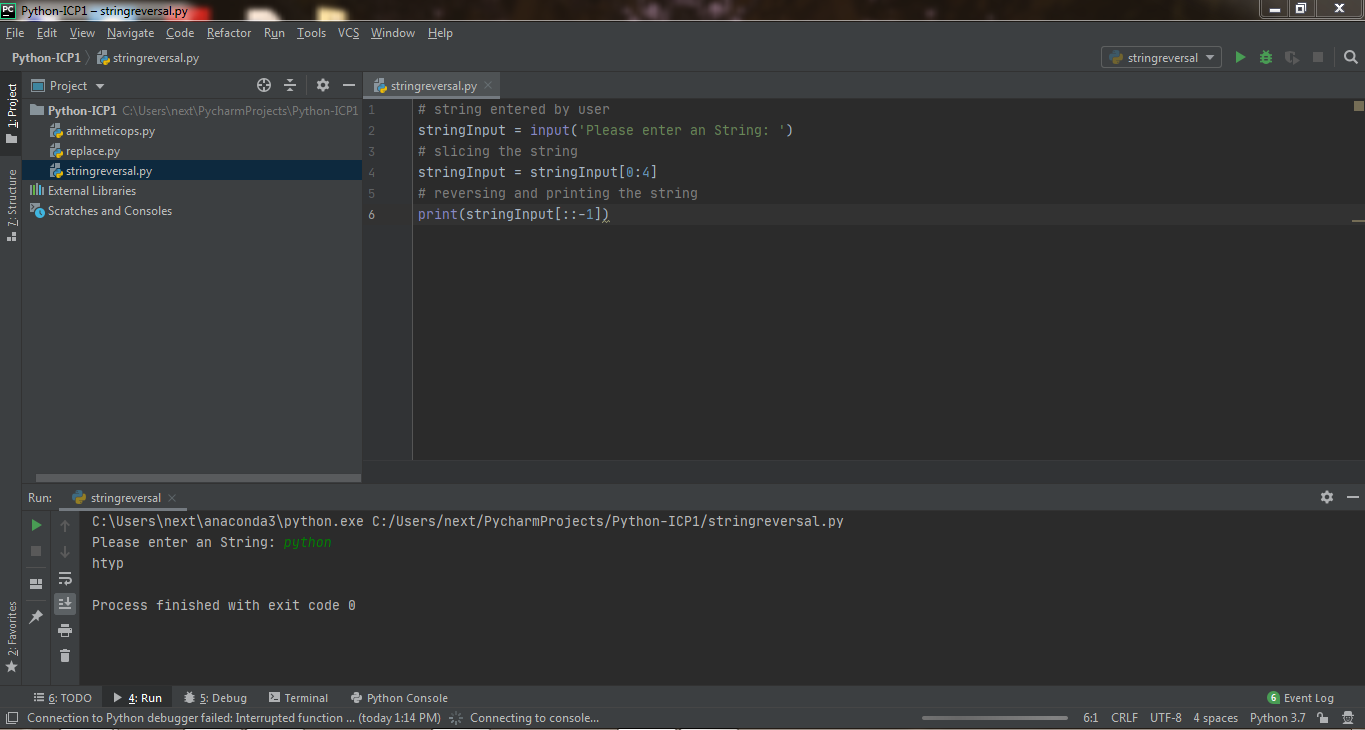 Python-ICP1 – stringreversal.py
File Edit View Navigate Code Refactor Run Tools VCS Window Help
Python-ICP1 stringreversal.py
stringreversal
1: Project
7: Structure
2: Favorites
Project
Python-ICP1 C:\Users\next\PycharmProjects\Python-ICP1
arithmeticops.py
replace.py
stringreversal.py
External Libraries
Scratches and Consoles
stringreversal.py
1 # string entered by user
2 stringInput = input('Please enter an String: ')
3 # slicing the string
4 stringInput = stringInput[0:4]
5 # reversing and printing the string
6 print(stringInput[::-1])
Run: stringreversal
C:\Users\next\anaconda3\python.exe C:/Users/next/PycharmProjects/Python-ICP1/stringreversal.py
Please enter an String: python
htyp
Process finished with exit code 0
6: TODO 4: Run 5: Debug Terminal Python Console 6 Event Log
Connection to Python debugger failed: Interrupted function ... (today 1:14 PM) Connecting to console... 6:1 CRLF UTF-8 4 spaces Python 3.7